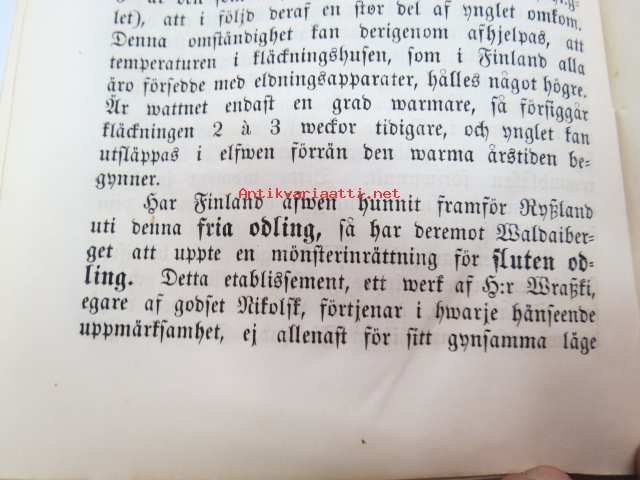 let), att i följd deraf en stor del af ynglet omkom.
Denna omständighet kan derigenom afhjelpas, att
temperaturen i kläckningshusen, som i Finland alla
äro försedde med eldningsapparater, hålles något högre.
Är wattnet endast en grad warmare, så försiggår
kläckningen 2 à 3 weckor tidigare, och ynglet kan
utsläppas i elfwen förrän den warma årstiden be-
gynner.
Antikvariaatti.net
Har Finland äfwen hunnit framför Ryßland
uti denna fria odling, så har deremot Waldaiber-
get att uppte en mönsterinrättning för sluten od-
ling. Detta etablissement, ett werk af H:r Wraßki,
egare af godset Nikolsk, förtjenar i hwarje hänseende
uppmärksamhet, ej allenast för sitt gynsamma läge